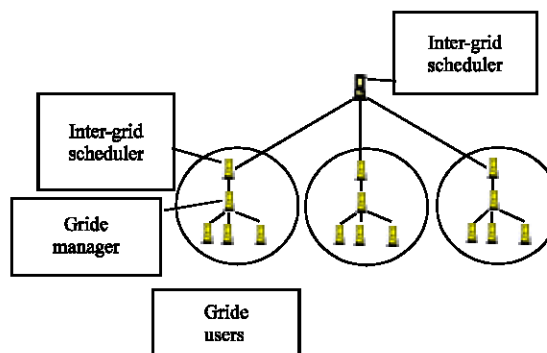 Inter-grid
scheduler
Inter-grid
scheduler
Gride
manager
Gride
users